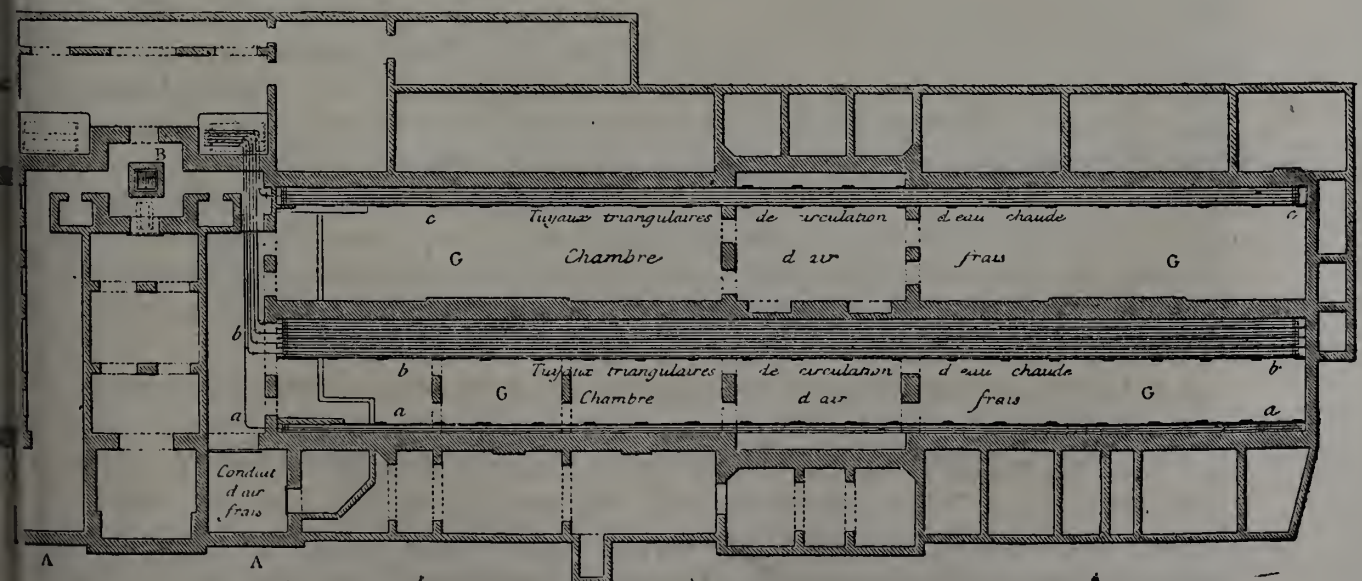 B
c Tuyaux triangulaires de circulation d'eau chaude c
G Chambre d'air frais G
b
b Tuyaux triangulaires de circulation d'eau chaude b
G Chambre d'air frais G
a a a
Conduit
d'air
frais
A A